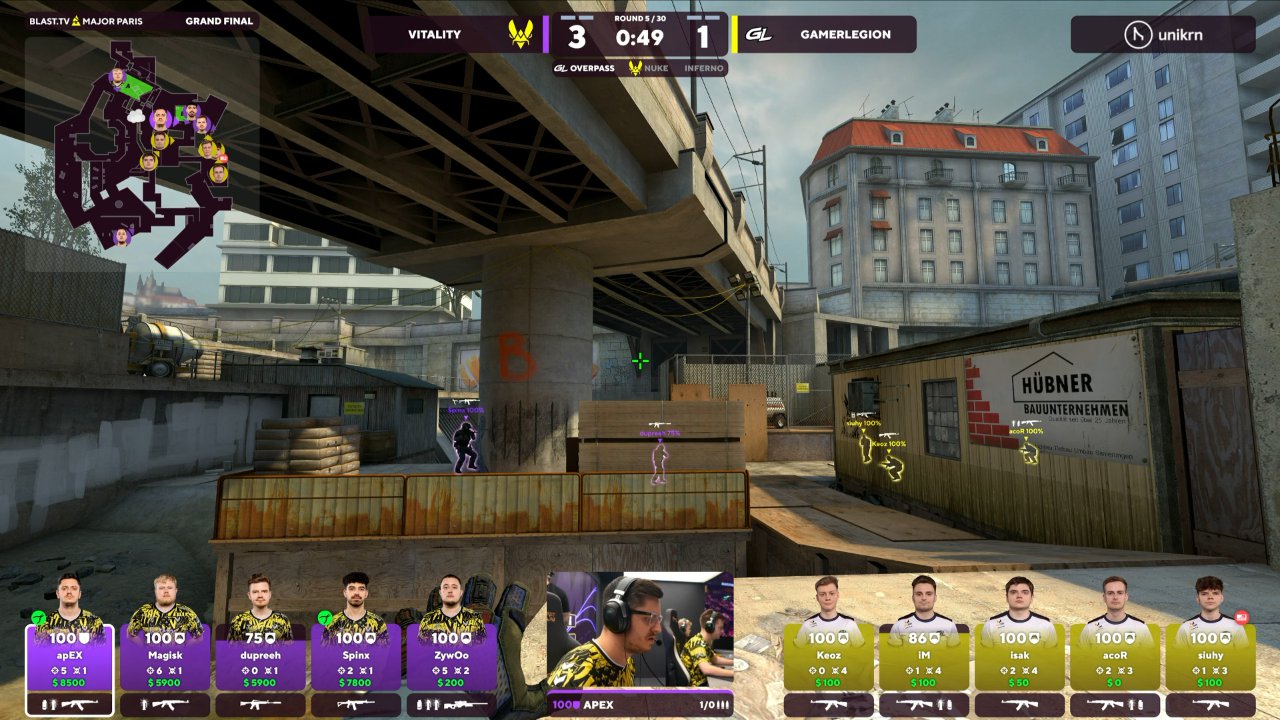 BLAST.TV MAJOR PARIS GRAND FINAL
VITALITY 3 ROUND 5 / 30 0:49 1 GL GAMERLEGION unikrn
GL OVERPASS NUKE INFERNO
B
HÜBNER
BAUUNTERNEHMEN
Spinx 100%
dupreeh 75%
siuhy 100%
Keoz 100%
acoR 100%
100 100 75 100 100 100 86 100 100 100
apEX Magisk dupreeh Spinx ZywOo Keoz iM isak acoR siuhy
5 1 6 1 0 1 2 1 5 2 0 4 1 4 2 4 2 3 1 3
$8500 $5900 $5900 $7800 $200 $100 $100 $50 $0 $100
100 APEX 1/0